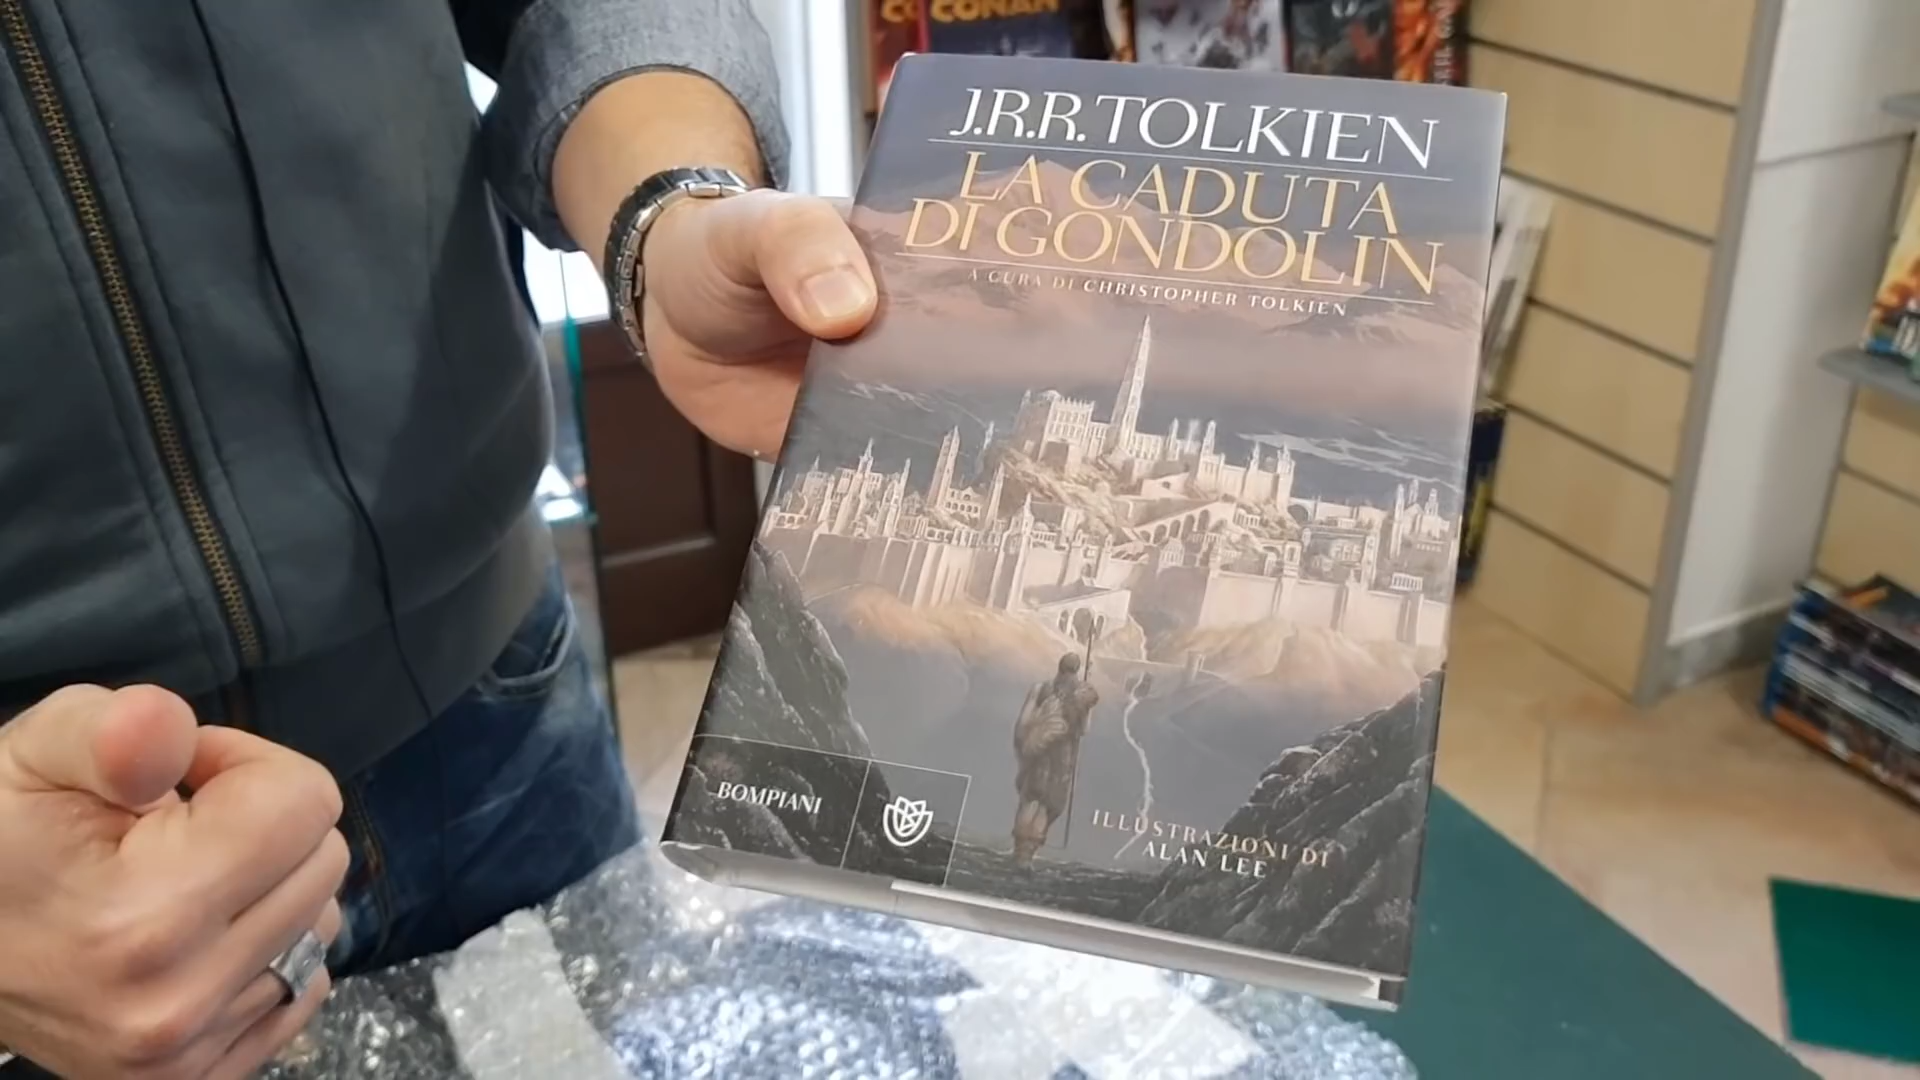 CONAN
J.R.R. TOLKIEN
LA CADUTA
DI GONDOLIN
A CURA DI CHRISTOPHER TOLKIEN
BOMPIANI
ILLUSTRAZIONI DI
ALAN LEE